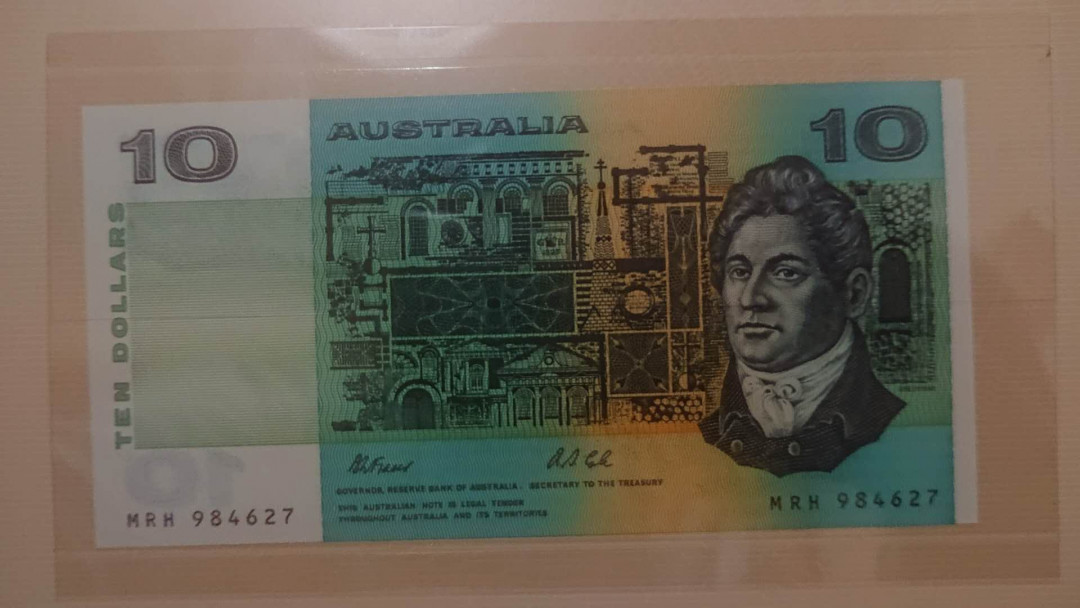 10
AUSTRALIA
10
TEN DOLLARS
GOVERNOR, RESERVE BANK OF AUSTRALIA. SECRETARY TO THE TREASURY
THIS AUSTRALIAN NOTE IS LEGAL TENDER
THROUGHOUT AUSTRALIA AND ITS TERRITORIES
MRH 984627
MRH 984627